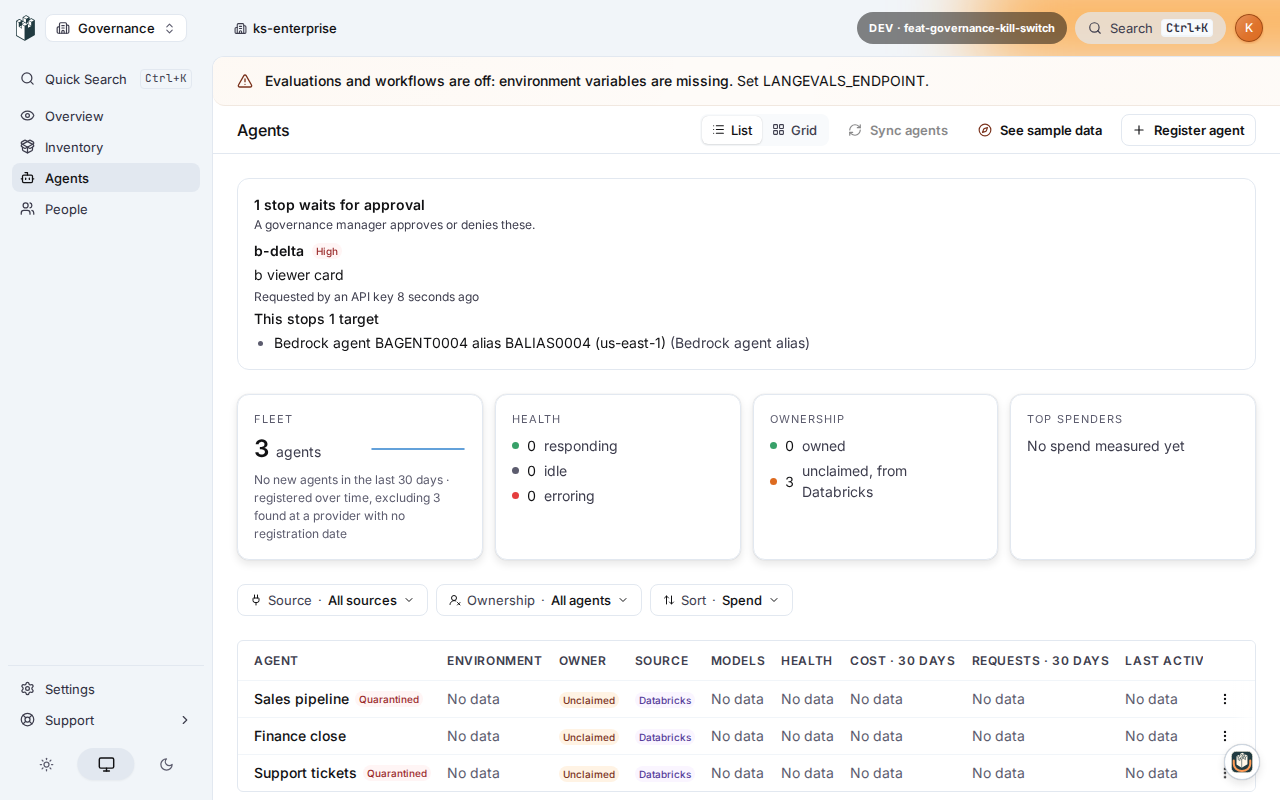 Governance
ks-enterprise
DEV · feat-governance-kill-switch
Search Ctrl+K
K
Quick Search Ctrl+K
Overview
Inventory
Agents
People
Settings
Support
Evaluations and workflows are off: environment variables are missing. Set LANGEVALS_ENDPOINT.
Agents
List
Grid
Sync agents
See sample data
Register agent
1 stop waits for approval
A governance manager approves or denies these.
b-delta High
b viewer card
Requested by an API key 8 seconds ago
This stops 1 target
Bedrock agent BAGENT0004 alias BALIAS0004 (us-east-1) (Bedrock agent alias)
FLEET
3 agents
No new agents in the last 30 days ·
registered over time, excluding 3
found at a provider with no
registration date
HEALTH
0 responding
0 idle
0 erroring
OWNERSHIP
0 owned
3 unclaimed, from
Databricks
TOP SPENDERS
No spend measured yet
Source · All sources
Ownership · All agents
Sort · Spend
AGENT ENVIRONMENT OWNER SOURCE MODELS HEALTH COST · 30 DAYS REQUESTS · 30 DAYS LAST ACTIV
Sales pipeline Quarantined No data Unclaimed Databricks No data No data No data No data No data
Finance close No data Unclaimed Databricks No data No data No data No data No data
Support tickets Quarantined No data Unclaimed Databricks No data No data No data No data No data